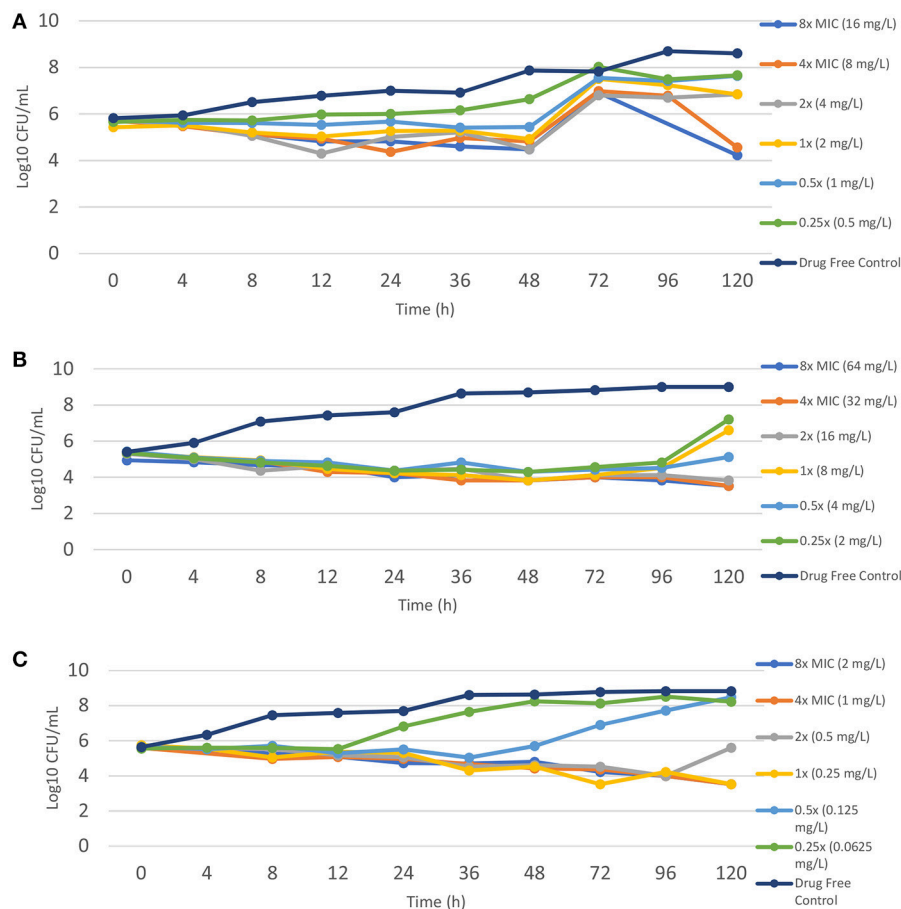 A
10
8
6
4
2
0
Log10 CFU/mL
0 4 8 12 24 36 48 72 96 120
Time (h)
8x MIC (16 mg/L)
4x MIC (8 mg/L)
2x (4 mg/L)
1x (2 mg/L)
0.5x (1 mg/L)
0.25x (0.5 mg/L)
Drug Free Control
B
10
8
6
4
2
0
Log10 CFU/mL
0 4 8 12 24 36 48 72 96 120
Time (h)
8x MIC (64 mg/L)
4x MIC (32 mg/L)
2x (16 mg/L)
1x (8 mg/L)
0.5x (4 mg/L)
0.25x (2 mg/L)
Drug Free Control
C
10
8
6
4
2
0
Log10 CFU/mL
0 4 8 12 24 36 48 72 96 120
Time (h)
8x MIC (2 mg/L)
4x MIC (1 mg/L)
2x (0.5 mg/L)
1x (0.25 mg/L)
0.5x (0.125
mg/L)
0.25x (0.0625
mg/L)
Drug Free
Control